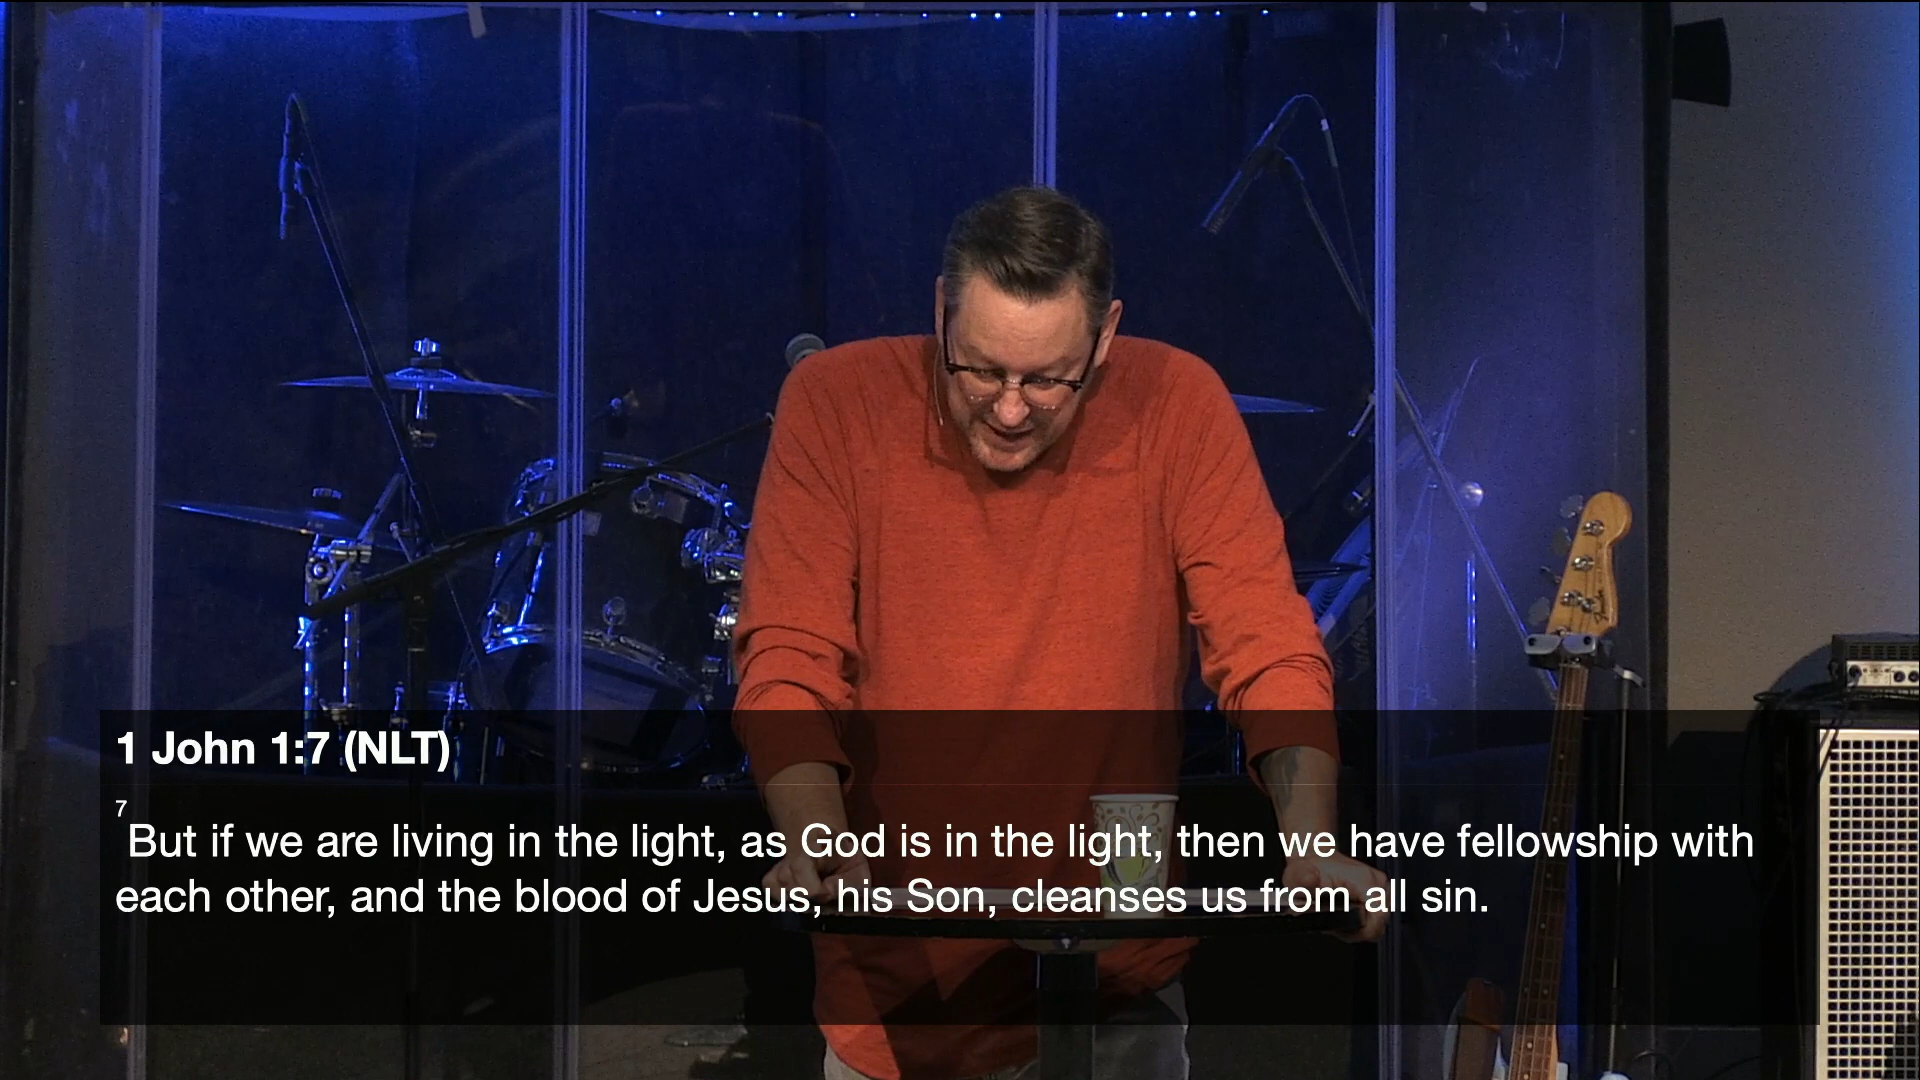 1 John 1:7 (NLT)
7
But if we are living in the light, as God is in the light, then we have fellowship with
each other, and the blood of Jesus, his Son, cleanses us from all sin.
Fender